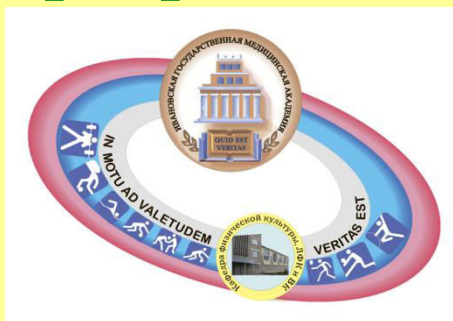 ИВАНОВСКАЯ ГОСУДАРСТВЕННАЯ МЕДИЦИНСКАЯ АКАДЕМИЯ
QUID EST
VERITAS
IN MOTU AD VALETUDEM
VERITAS EST
Кафедра физической культуры, ЛФК и ВК